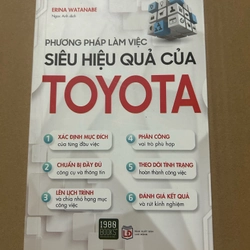 ERINA WATANABE
Ngọc Anh dịch
PHƯƠNG PHÁP LÀM VIỆC
SIÊU HIỆU QUẢ CỦA
TOYOTA
1 XÁC ĐỊNH MỤC ĐÍCH
của từng đầu việc
2 CHUẨN BỊ ĐẦY ĐỦ
công cụ và thông tin
3 LÊN LỊCH TRÌNH
và chia nhỏ hạng mục
công việc
4 PHÂN CÔNG
vai trò phù hợp
5 THEO DÕI TÌNH TRẠNG
hoàn thành công việc
6 ĐÁNH GIÁ KẾT QUẢ
và rút kinh nghiệm
1980
BOOKS